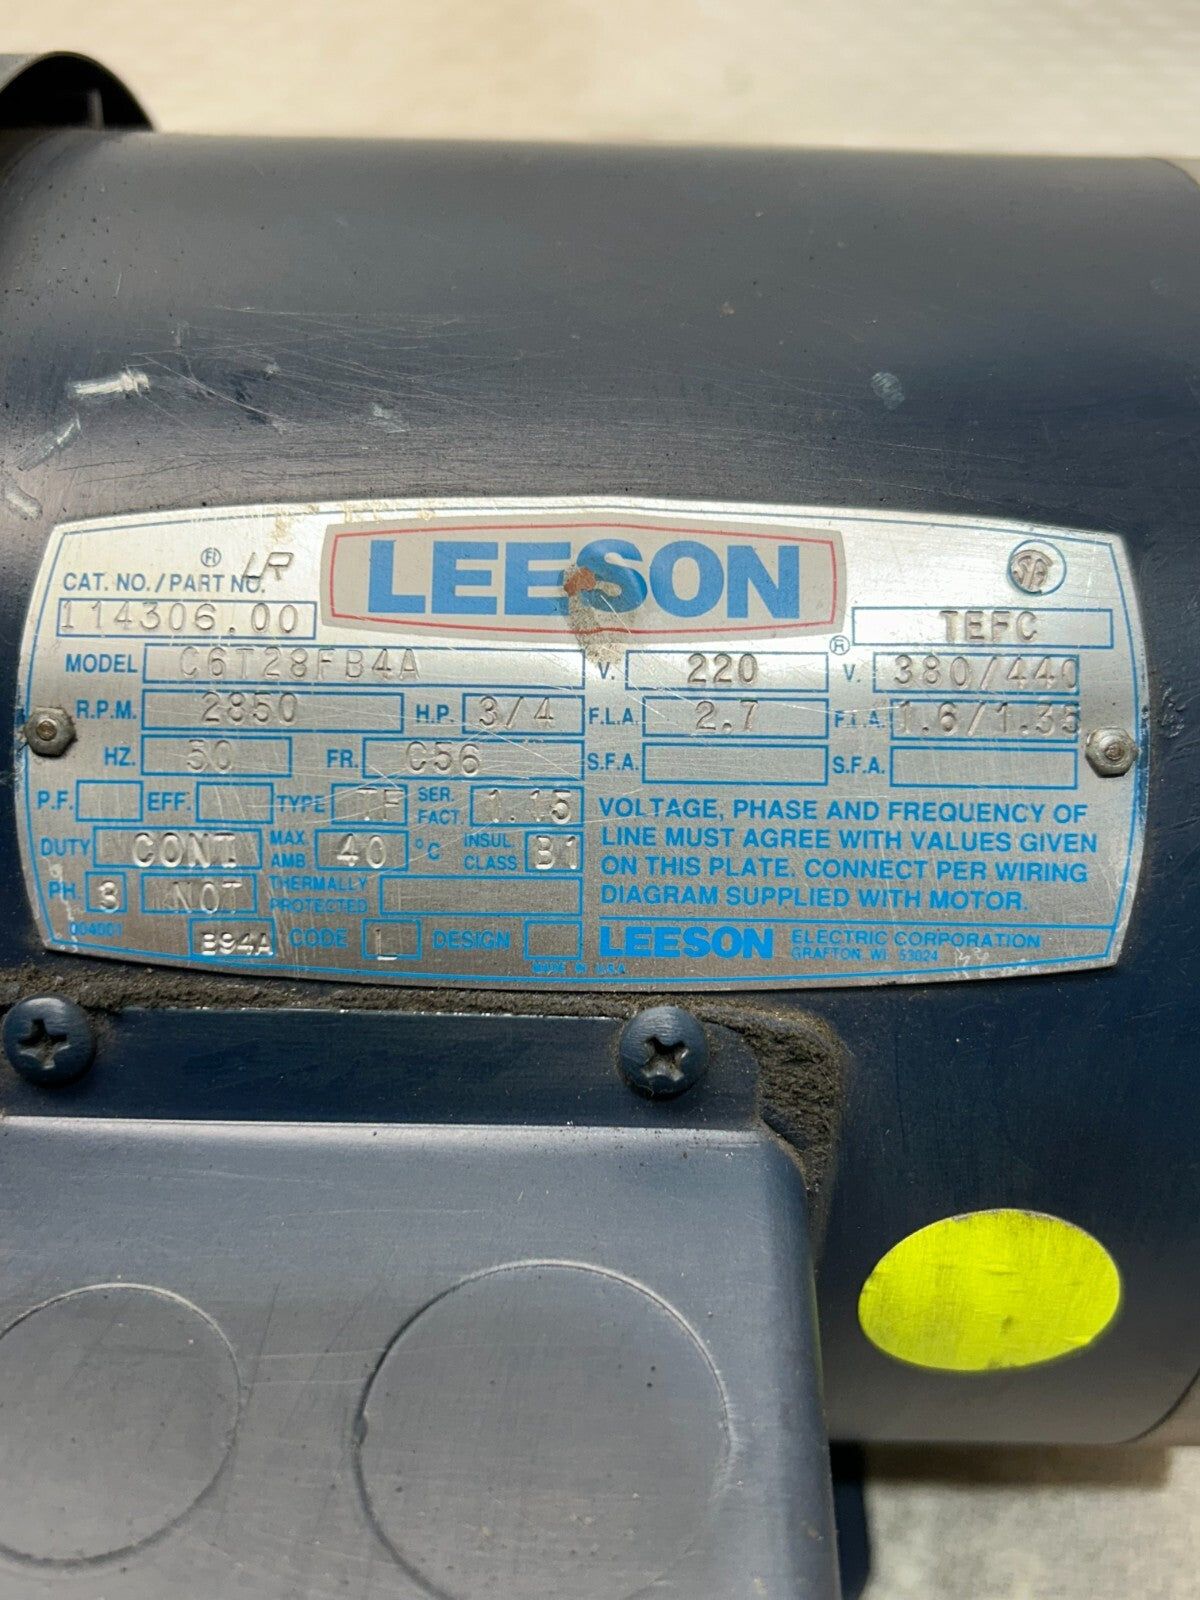 LEESON
CAT. NO./PART NO.
114306.00
TEFC
MODEL C6T28FB4A V. 220 V. 380/440
R.P.M. 2850 H.P. 3/4 F.L.A. 2.7 F.L.A. 1.6/1.35
HZ. 50 FR. C56 S.F.A. S.F.A.
P.F. EFF. TYPE TF SER. FACT. 1.15
DUTY CONT MAX. AMB 40 °C INSUL. CLASS B1
PH. 3 NOT THERMALLY PROTECTED
004001 B94A CODE L DESIGN
MADE IN U.S.A.
VOLTAGE, PHASE AND FREQUENCY OF
LINE MUST AGREE WITH VALUES GIVEN
ON THIS PLATE. CONNECT PER WIRING
DIAGRAM SUPPLIED WITH MOTOR.
LEESON ELECTRIC CORPORATION
GRAFTON, WI. 53024